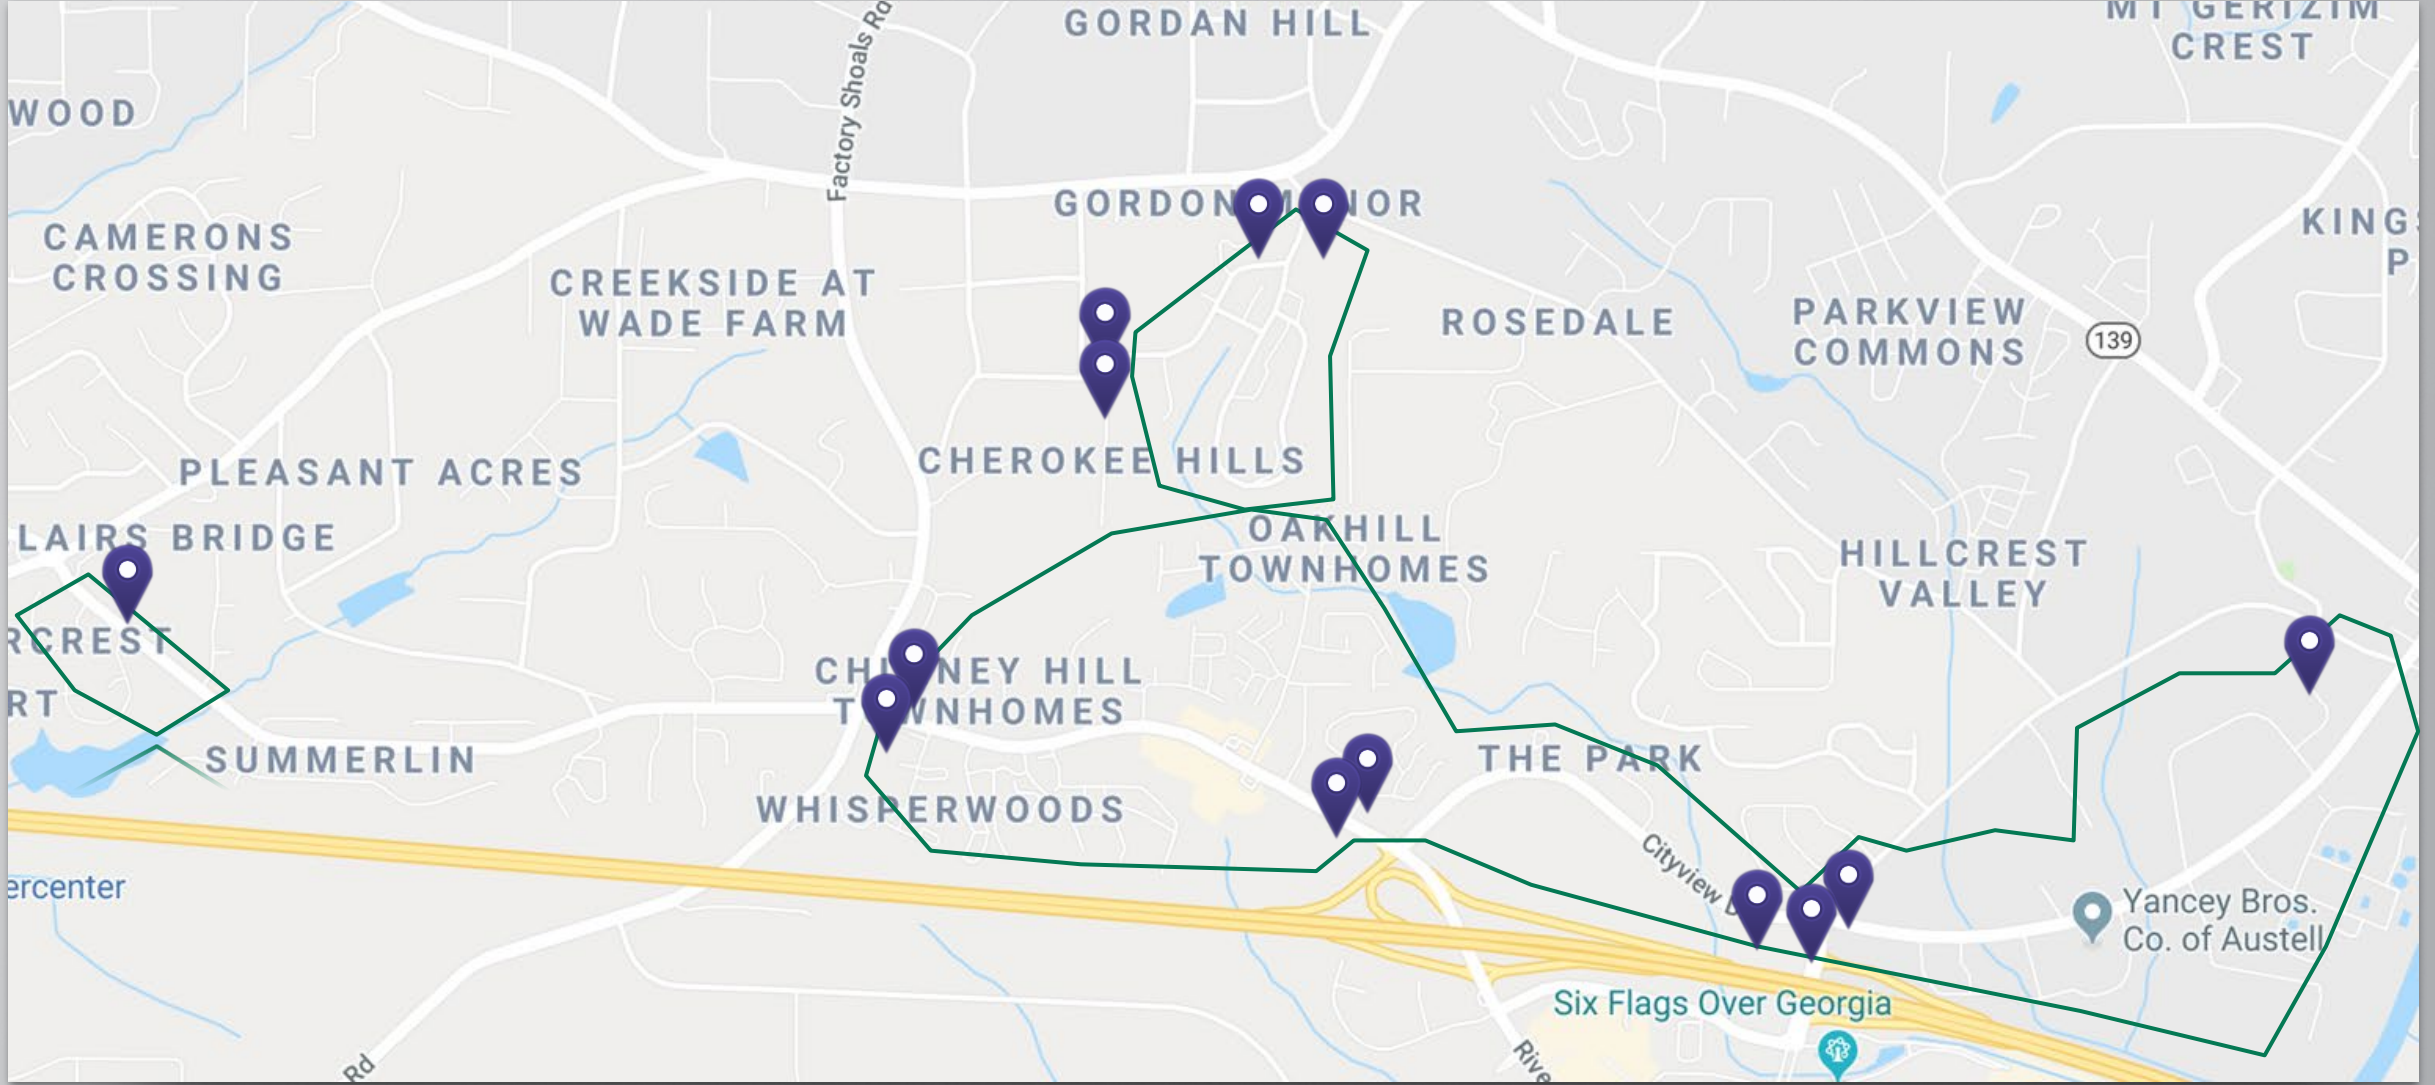 GORDAN HILL
MT GERIZIM
CREST
Factory Shoals Rd
WOOD
GORDON
NOR
CAMERONS
CROSSING
KINGS
P
CREEKSIDE AT
WADE FARM
ROSEDALE
PARKVIEW
COMMONS
139
PLEASANT ACRES
CHEROKEE HILLS
LAIRS BRIDGE
OAKHILL
TOWNHOMES
HILLCREST
VALLEY
RCREST
RT
CH NEY HILL
T WNHOMES
SUMMERLIN
THE PARK
WHISPERWOODS
Cityview D
ercenter
Yancey Bros.
Co. of Austell
Six Flags Over Georgia
Rive
Rd